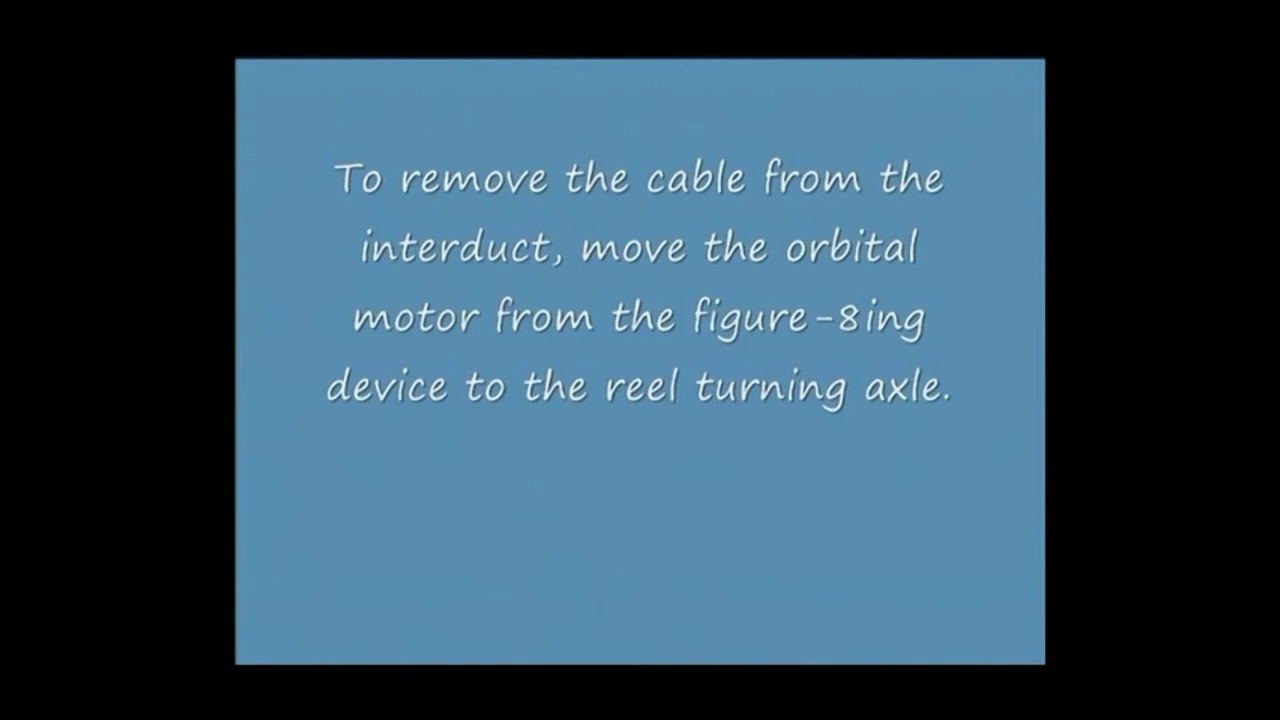 To remove the cable from the
interduct, move the orbital
motor from the figure-8ing
device to the reel turning axle.